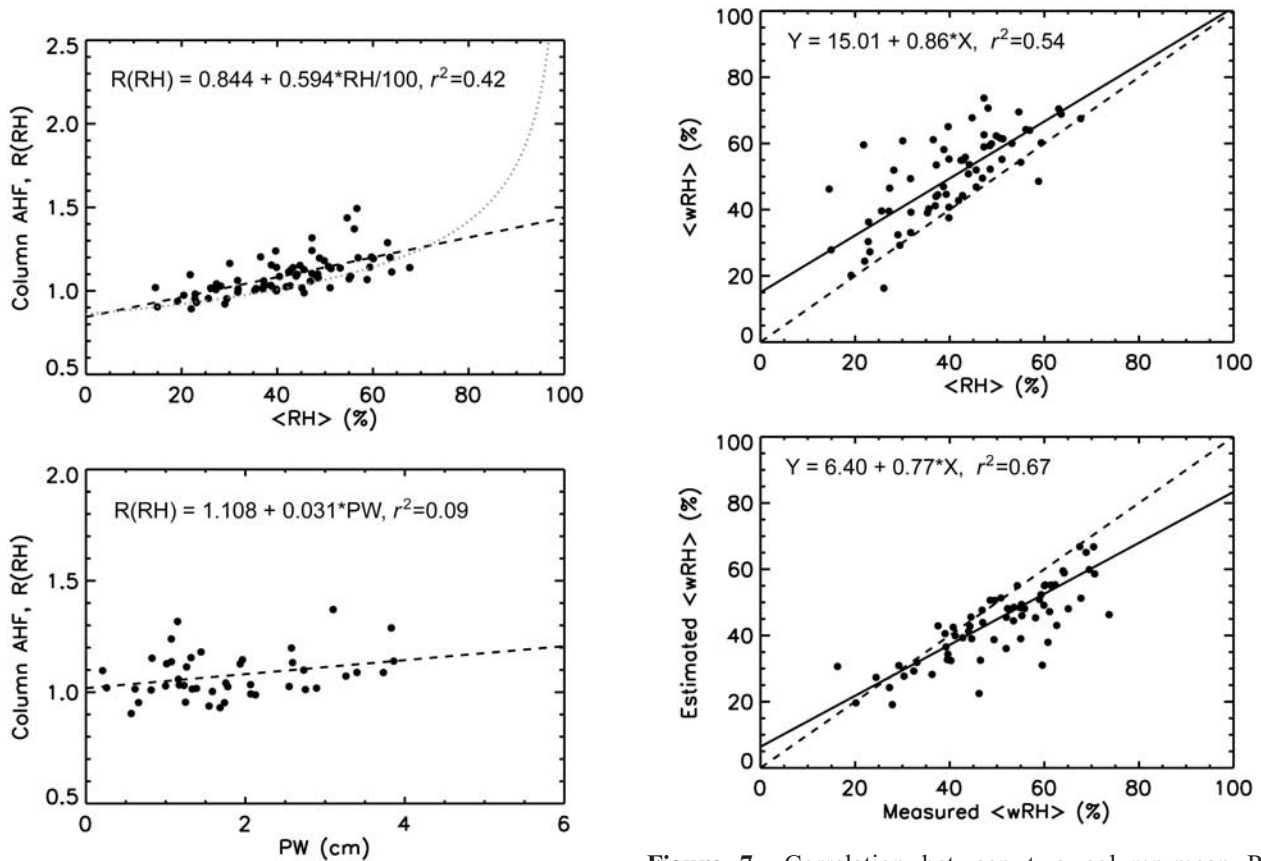 2.5
2.0
1.5
1.0
0.5
Column AHF, R(RH)
R(RH) = 0.844 + 0.594*RH/100, r²=0.42
0 20 40 60 80 100
<RH> (%)
2.0
1.5
1.0
0.5
Column AHF, R(RH)
R(RH) = 1.108 + 0.031*PW, r²=0.09
0 2 4 6
PW (cm)
100
80
60
40
20
0
<wRH> (%)
Y = 15.01 + 0.86*X, r²=0.54
0 20 40 60 80 100
<RH> (%)
100
80
60
40
20
0
Estimated <wRH> (%)
Y = 6.40 + 0.77*X, r²=0.67
0 20 40 60 80 100
Measured <wRH> (%)